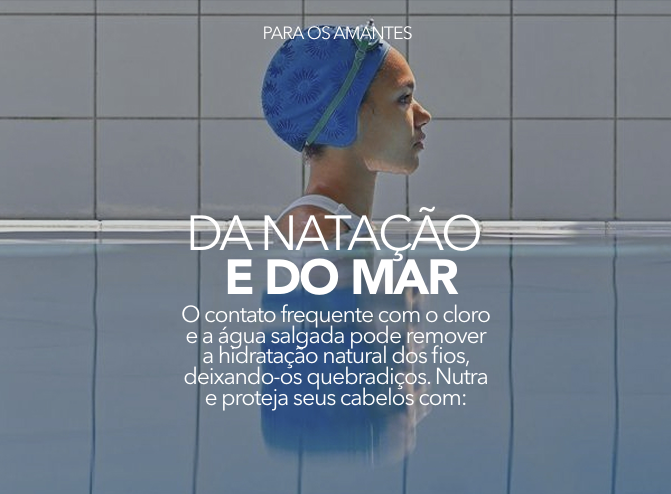 PARA OS AMANTES
DA NATAÇÃO
E DO MAR
O contato frequente com o cloro
e a água salgada pode remover
a hidratação natural dos fios,
deixando-os quebradiços. Nutra
e proteja seus cabelos com: